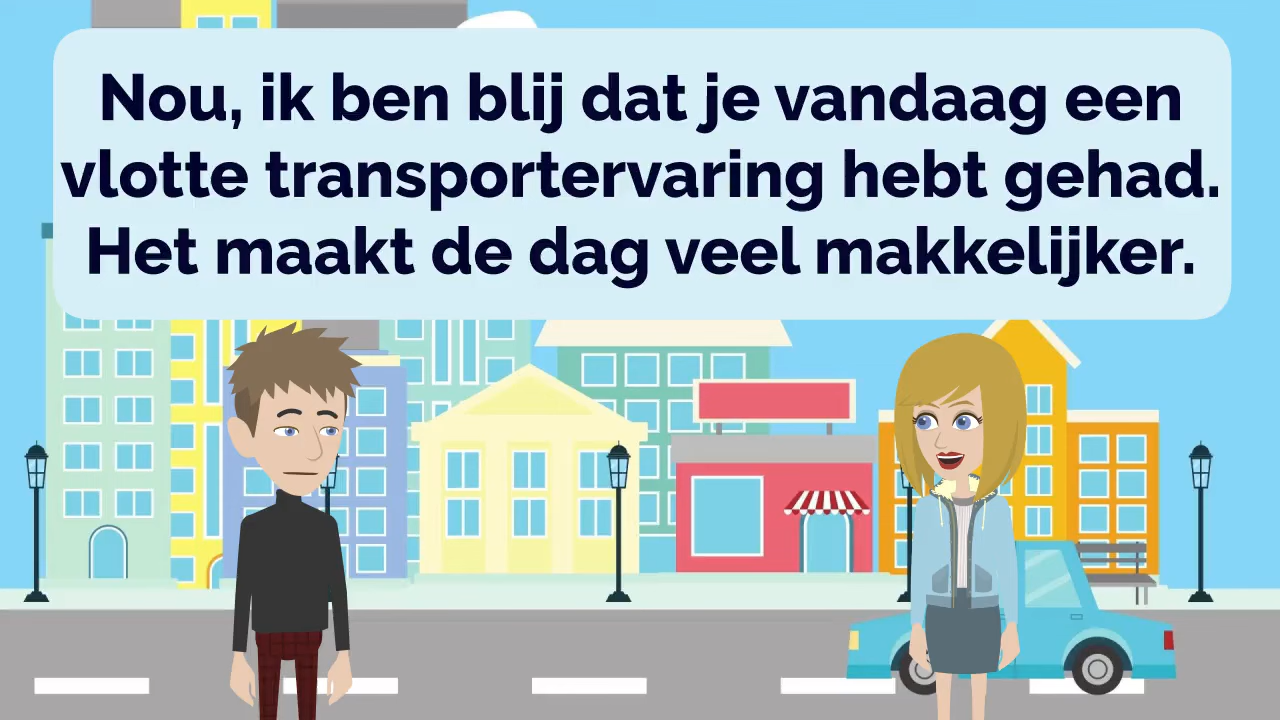 Nou, ik ben blij dat je vandaag een
vlotte transportervaring hebt gehad.
Het maakt de dag veel makkelijker.